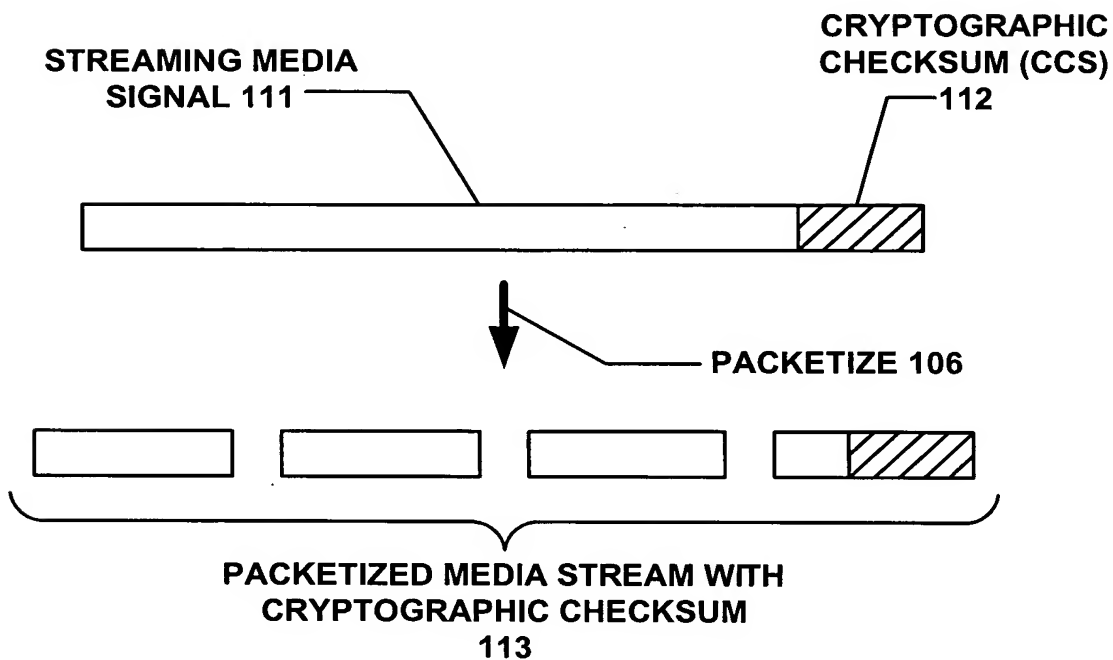 STREAMING MEDIA
SIGNAL 111
CRYPTOGRAPHIC
CHECKSUM (CCS)
112
PACKETIZE 106
PACKETIZED MEDIA STREAM WITH
CRYPTOGRAPHIC CHECKSUM
113